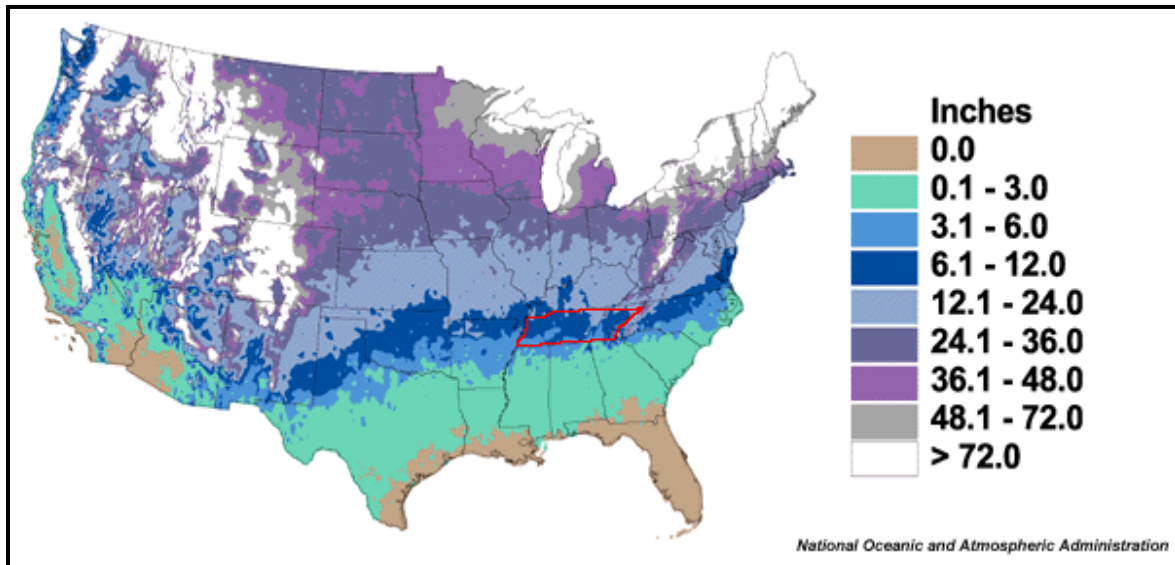 Inches
0.0
0.1 - 3.0
3.1 - 6.0
6.1 - 12.0
12.1 - 24.0
24.1 - 36.0
36.1 - 48.0
48.1 - 72.0
> 72.0
National Oceanic and Atmospheric Administration